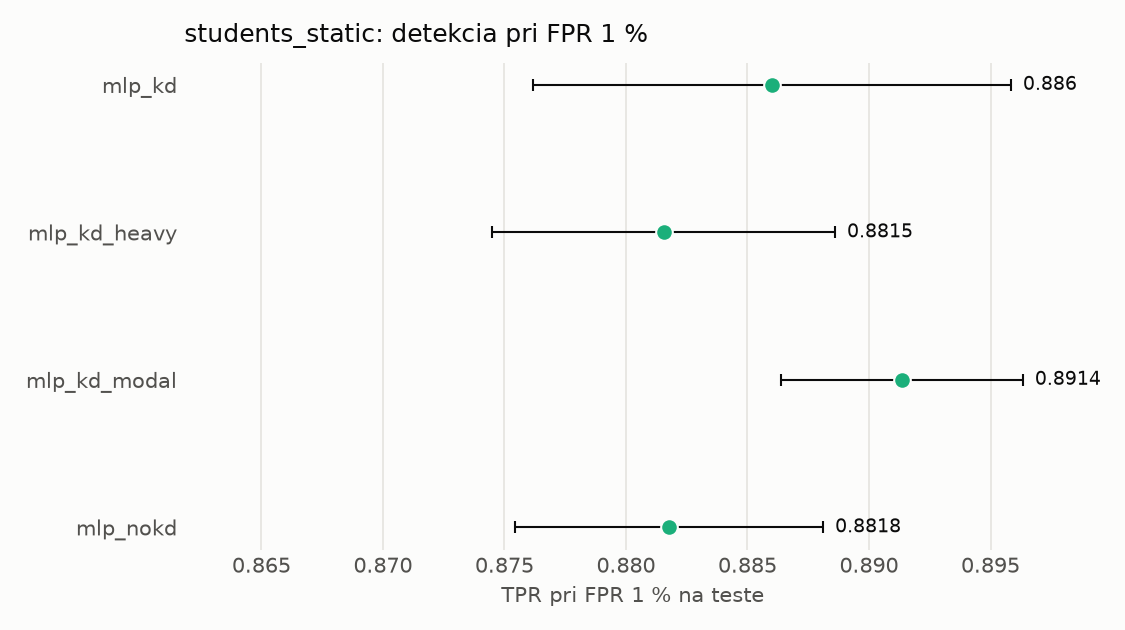 students_static: detekcia pri FPR 1 %
mlp_kd
0.886
mlp_kd_heavy
0.8815
mlp_kd_modal
0.8914
mlp_nokd
0.8818
0.865 0.870 0.875 0.880 0.885 0.890 0.895
TPR pri FPR 1 % na teste